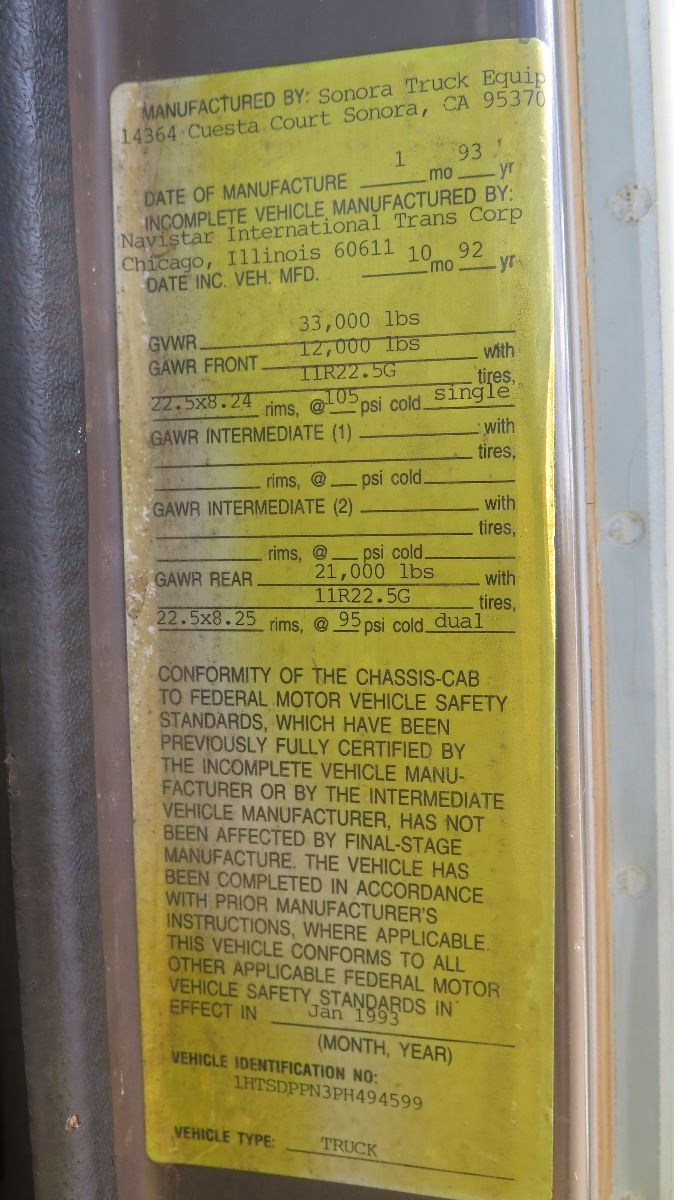 MANUFACTURED BY: Sonora Truck Equip
14364 Cuesta Court Sonora, CA 95370
DATE OF MANUFACTURE 1 mo 93 yr
INCOMPLETE VEHICLE MANUFACTURED BY:
Navistar International Trans Corp
Chicago, Illinois 60611
DATE INC. VEH. MFD. 10 mo 92 yr
GVWR 33,000 lbs
GAWR FRONT 12,000 lbs with
11R22.5G tires,
22.5x8.24 rims, @ 105 psi cold single
GAWR INTERMEDIATE (1) with
tires,
rims, @ psi cold
GAWR INTERMEDIATE (2) with
tires,
rims, @ psi cold
GAWR REAR 21,000 lbs with
11R22.5G tires,
22.5x8.25 rims, @ 95 psi cold dual
CONFORMITY OF THE CHASSIS-CAB
TO FEDERAL MOTOR VEHICLE SAFETY
STANDARDS, WHICH HAVE BEEN
PREVIOUSLY FULLY CERTIFIED BY
THE INCOMPLETE VEHICLE MANU-
FACTURER OR BY THE INTERMEDIATE
VEHICLE MANUFACTURER, HAS NOT
BEEN AFFECTED BY FINAL-STAGE
MANUFACTURE. THE VEHICLE HAS
BEEN COMPLETED IN ACCORDANCE
WITH PRIOR MANUFACTURER'S
INSTRUCTIONS, WHERE APPLICABLE.
THIS VEHICLE CONFORMS TO ALL
OTHER APPLICABLE FEDERAL MOTOR
VEHICLE SAFETY STANDARDS IN
EFFECT IN Jan 1993
(MONTH, YEAR)
VEHICLE IDENTIFICATION NO:
1HTSDPPN3PH494599
VEHICLE TYPE: TRUCK